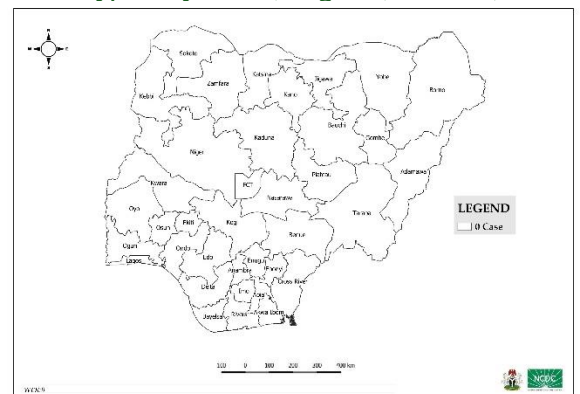 Sokoto
Katsina
Jigawa
Yobe
Borno
Zamfara
Kano
Kebbi
Bauchi
Gombe
Kaduna
Niger
Adamawa
Plateau
Kwara
FCT
Nasarawa
Oyo
Taraba
LEGEND
0 Case
Osun
Ekiti
Kogi
Benue
Ogun
Ondo
Lagos
Edo
Enugu
Anambra
Ebonyi
Cross River
Delta
Imo
Abia
Bayelsa
Rivers
Akwa Ibom
100 0 100 200 300 400 km
NCDC